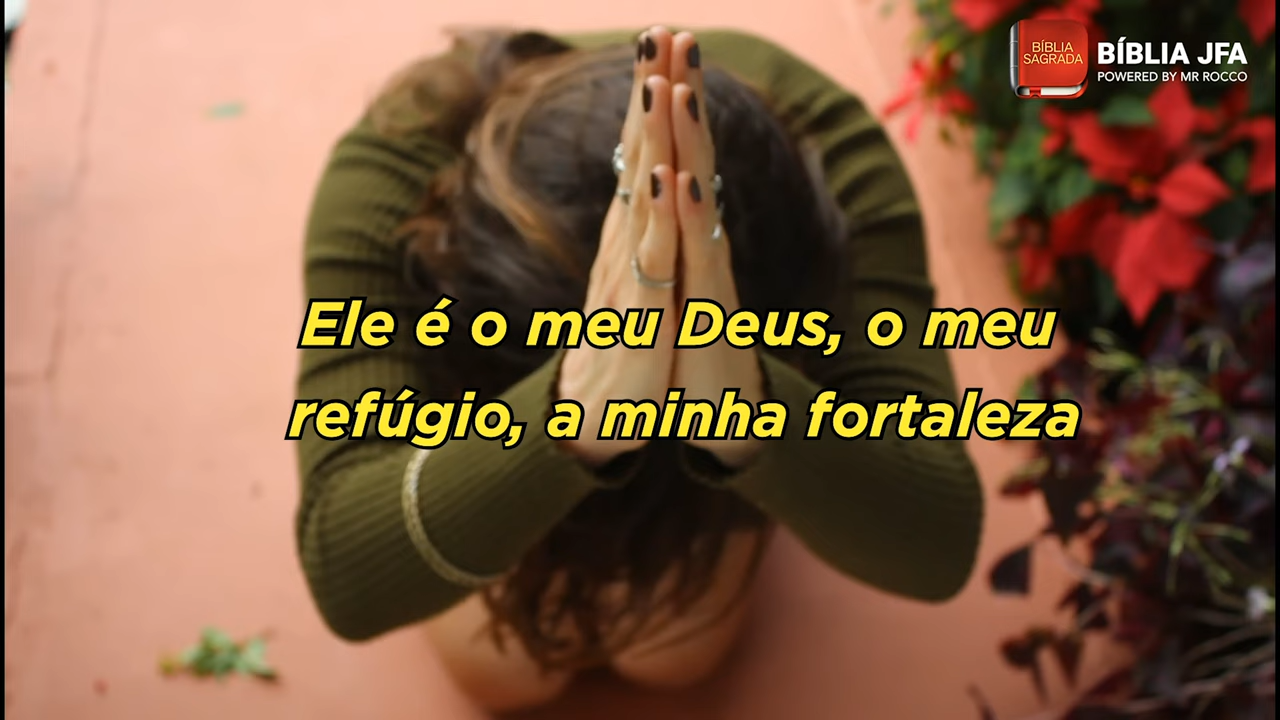 BÍBLIA
SAGRADA
BÍBLIA JFA
POWERED BY MR ROCCO
Ele é o meu Deus, o meu
refúgio, a minha fortaleza